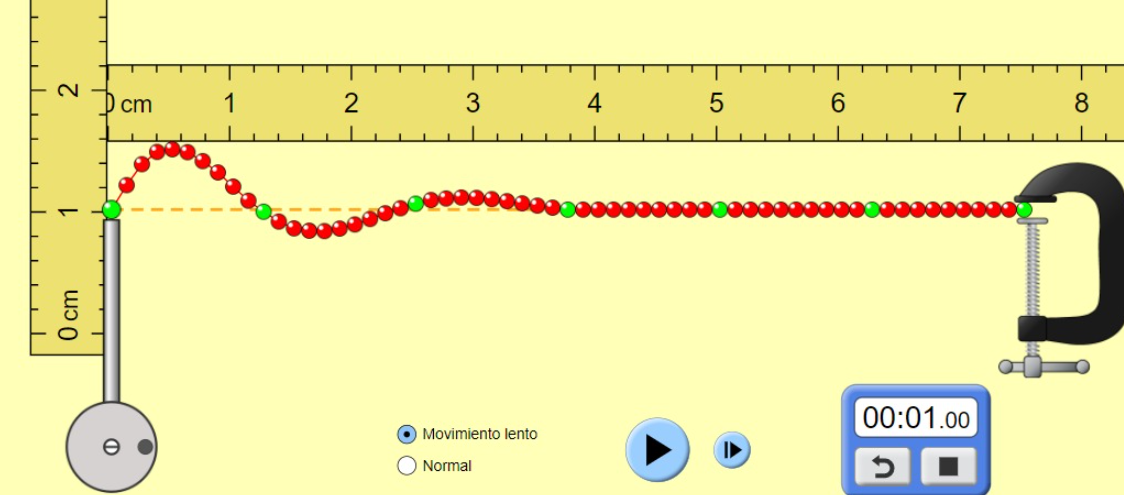 2
1
0 cm
0 cm 1 2 3 4 5 6 7 8
Movimiento lento
Normal
00:01.00